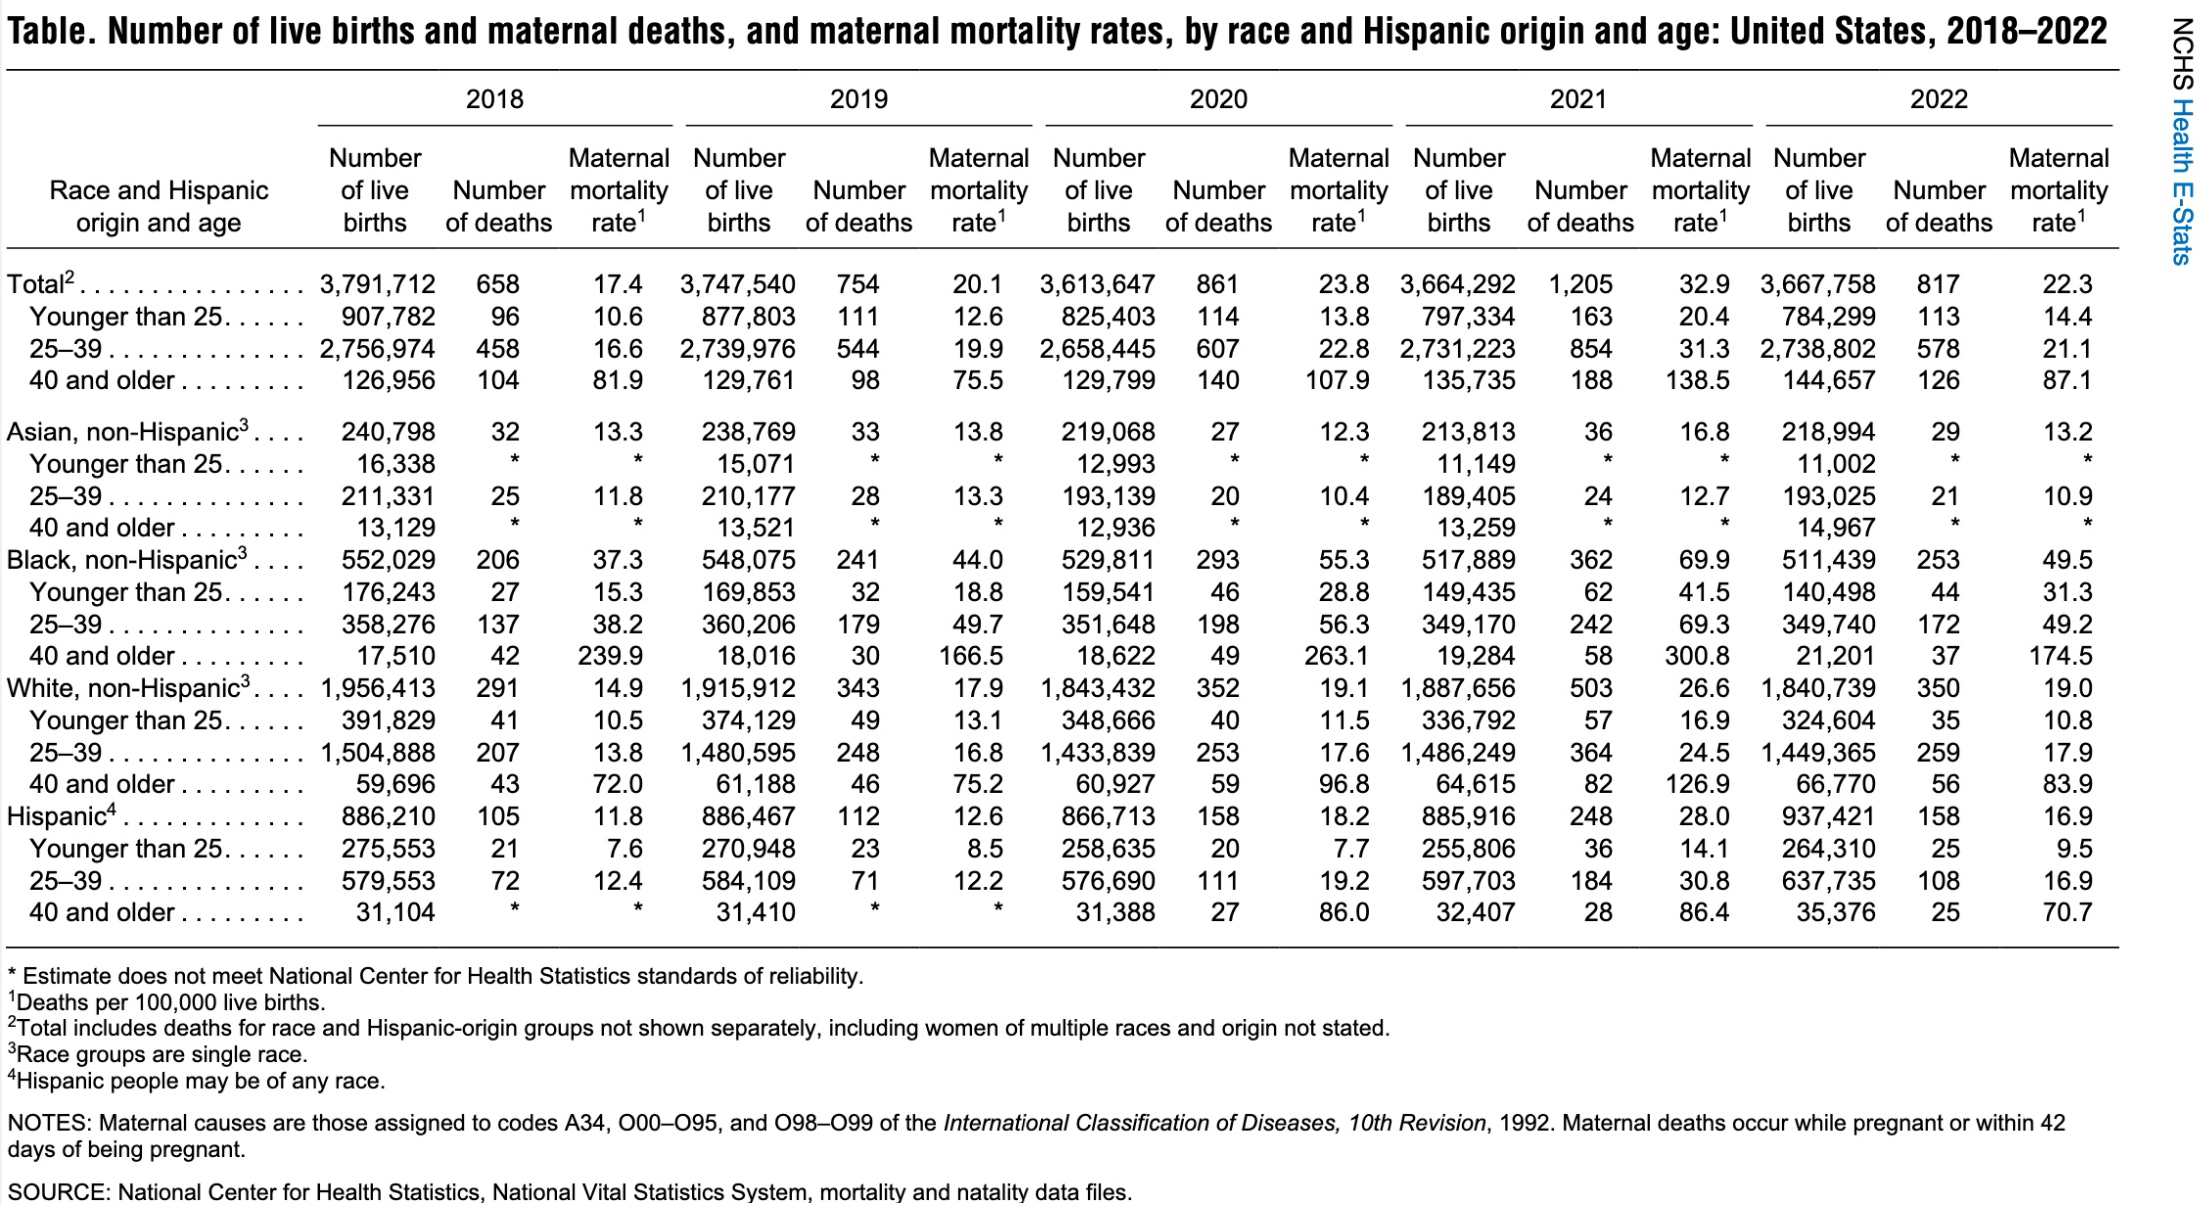 Table. Number of live births and maternal deaths, and maternal mortality rates, by race and Hispanic origin and age: United States, 2018–2022
2018 2019 2020 2021 2022
Race and Hispanic origin and age Number of live births Number of deaths Maternal mortality rate¹ Number of live births Number of deaths Maternal mortality rate¹ Number of live births Number of deaths Maternal mortality rate¹ Number of live births Number of deaths Maternal mortality rate¹ Number of live births Number of deaths Maternal mortality rate¹
Total². . . . . . . . . . . . . . . . 3,791,712 658 17.4 3,747,540 754 20.1 3,613,647 861 23.8 3,664,292 1,205 32.9 3,667,758 817 22.3
Younger than 25. . . . . . 907,782 96 10.6 877,803 111 12.6 825,403 114 13.8 797,334 163 20.4 784,299 113 14.4
25–39 . . . . . . . . . . . . . . 2,756,974 458 16.6 2,739,976 544 19.9 2,658,445 607 22.8 2,731,223 854 31.3 2,738,802 578 21.1
40 and older . . . . . . . . . 126,956 104 81.9 129,761 98 75.5 129,799 140 107.9 135,735 188 138.5 144,657 126 87.1
Asian, non-Hispanic³ . . . . 240,798 32 13.3 238,769 33 13.8 219,068 27 12.3 213,813 36 16.8 218,994 29 13.2
Younger than 25. . . . . . 16,338 * * 15,071 * * 12,993 * * 11,149 * * 11,002 * *
25–39 . . . . . . . . . . . . . . 211,331 25 11.8 210,177 28 13.3 193,139 20 10.4 189,405 24 12.7 193,025 21 10.9
40 and older . . . . . . . . . 13,129 * * 13,521 * * 12,936 * * 13,259 * * 14,967 * *
Black, non-Hispanic³ . . . . 552,029 206 37.3 548,075 241 44.0 529,811 293 55.3 517,889 362 69.9 511,439 253 49.5
Younger than 25. . . . . . 176,243 27 15.3 169,853 32 18.8 159,541 46 28.8 149,435 62 41.5 140,498 44 31.3
25–39 . . . . . . . . . . . . . . 358,276 137 38.2 360,206 179 49.7 351,648 198 56.3 349,170 242 69.3 349,740 172 49.2
40 and older . . . . . . . . . 17,510 42 239.9 18,016 30 166.5 18,622 49 263.1 19,284 58 300.8 21,201 37 174.5
White, non-Hispanic³. . . . 1,956,413 291 14.9 1,915,912 343 17.9 1,843,432 352 19.1 1,887,656 503 26.6 1,840,739 350 19.0
Younger than 25. . . . . . 391,829 41 10.5 374,129 49 13.1 348,666 40 11.5 336,792 57 16.9 324,604 35 10.8
25–39 . . . . . . . . . . . . . . 1,504,888 207 13.8 1,480,595 248 16.8 1,433,839 253 17.6 1,486,249 364 24.5 1,449,365 259 17.9
40 and older . . . . . . . . . 59,696 43 72.0 61,188 46 75.2 60,927 59 96.8 64,615 82 126.9 66,770 56 83.9
Hispanic⁴ . . . . . . . . . . . . . 886,210 105 11.8 886,467 112 12.6 866,713 158 18.2 885,916 248 28.0 937,421 158 16.9
Younger than 25. . . . . . 275,553 21 7.6 270,948 23 8.5 258,635 20 7.7 255,806 36 14.1 264,310 25 9.5
25–39 . . . . . . . . . . . . . . 579,553 72 12.4 584,109 71 12.2 576,690 111 19.2 597,703 184 30.8 637,735 108 16.9
40 and older . . . . . . . . . 31,104 * * 31,410 * * 31,388 27 86.0 32,407 28 86.4 35,376 25 70.7
* Estimate does not meet National Center for Health Statistics standards of reliability.
¹Deaths per 100,000 live births.
²Total includes deaths for race and Hispanic-origin groups not shown separately, including women of multiple races and origin not stated.
³Race groups are single race.
⁴Hispanic people may be of any race.
NOTES: Maternal causes are those assigned to codes A34, O00–O95, and O98–O99 of the International Classification of Diseases, 10th Revision, 1992. Maternal deaths occur while pregnant or within 42
days of being pregnant.
SOURCE: National Center for Health Statistics, National Vital Statistics System, mortality and natality data files.
NCHS Health E-Stats